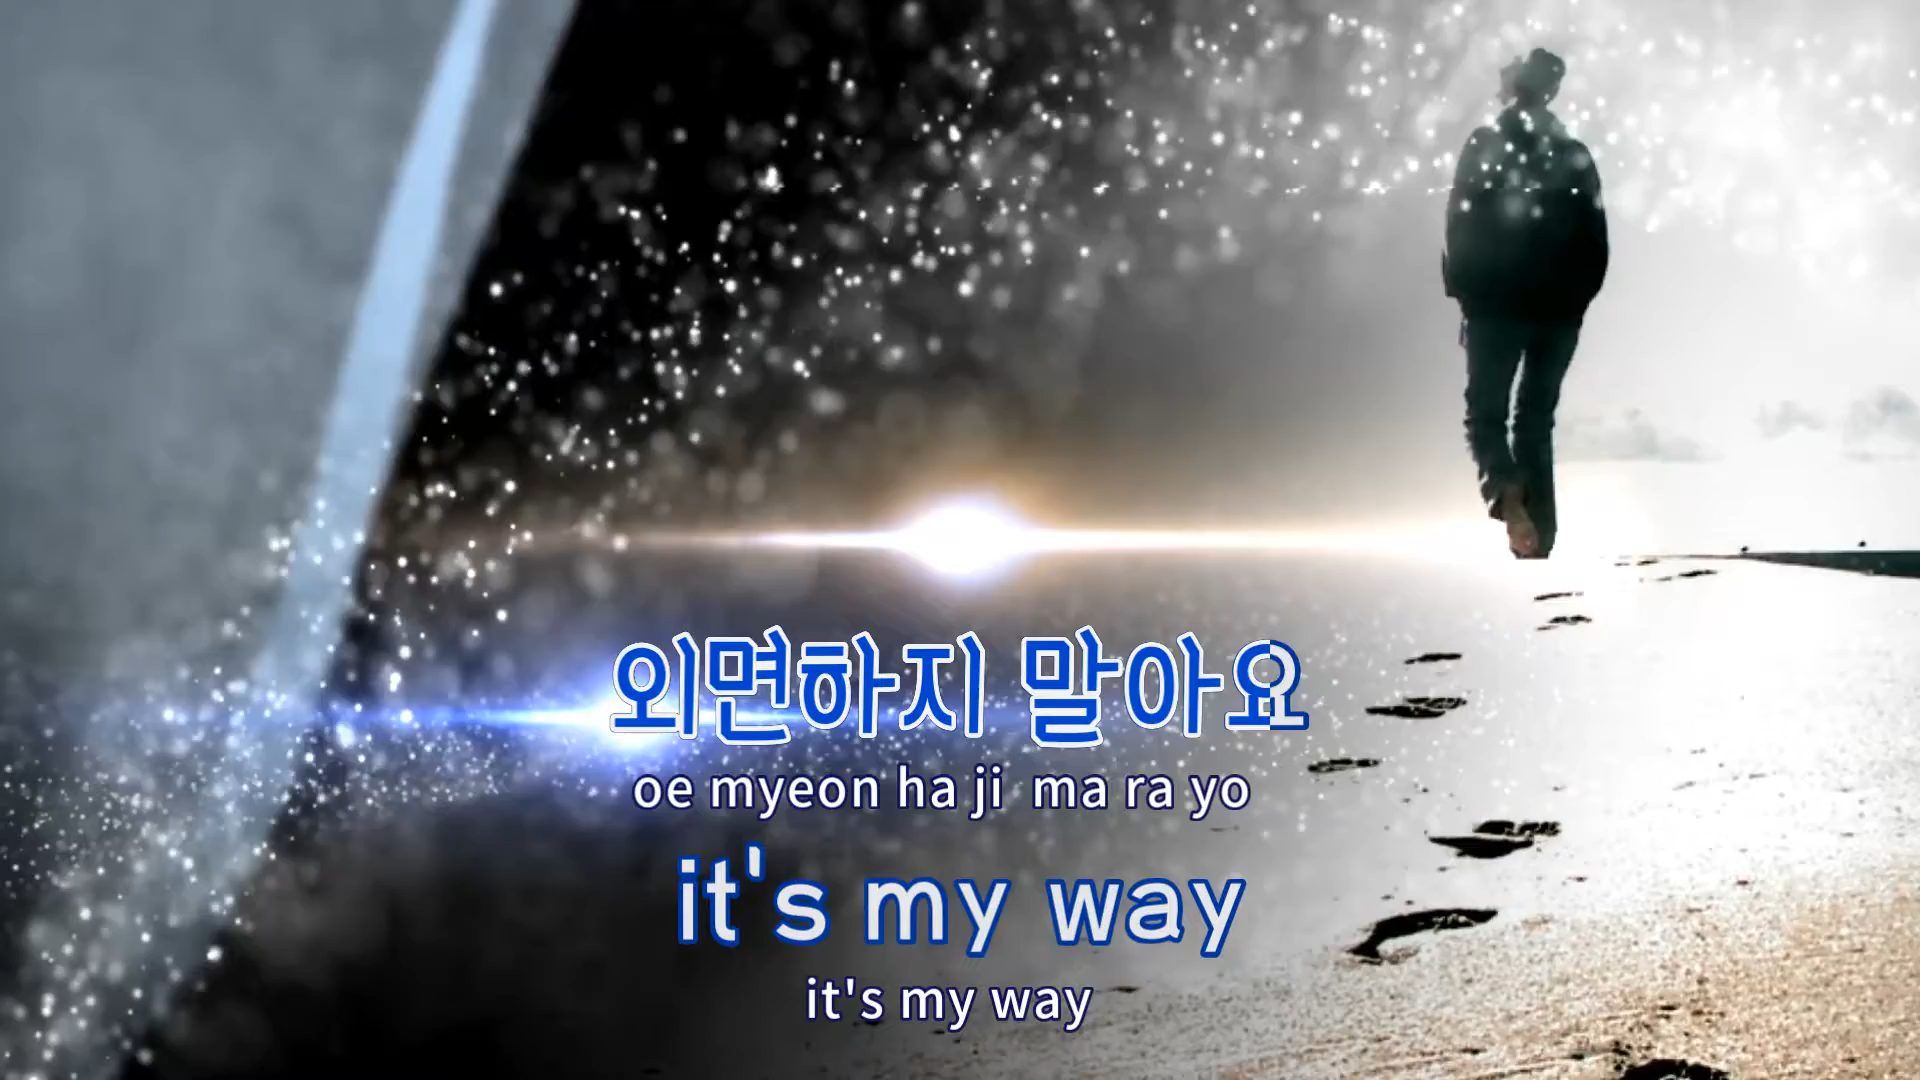 외면하지 말아요
oe myeon ha ji ma ra yo
it's my way
it's my way